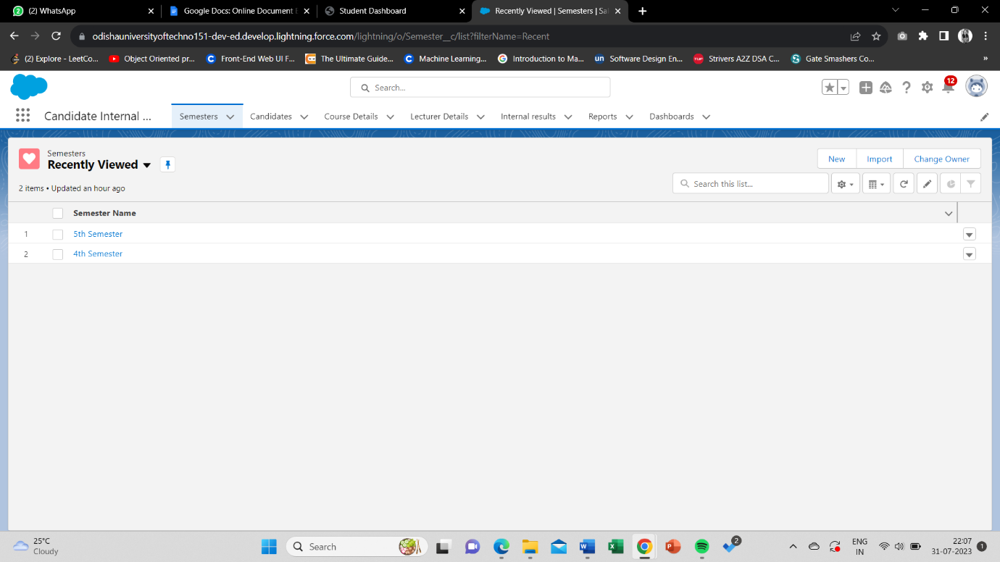 (2) WhatsApp
Google Docs: Online Document
Student Dashboard
Recently Viewed | Semesters | Sal
odishauniversityoftechno151-dev-ed.develop.lightning.force.com/lightning/o/Semester__c/list?filterName=Recent
(2) Explore - LeetCo...
Object Oriented pr...
Front-End Web UI F...
The Ultimate Guide...
Machine Learning...
Introduction to Ma...
Software Design En...
Strivers A2Z DSA C...
Gate Smashers Co...
»
Search...
12
Candidate Internal ...
Semesters
Candidates
Course Details
Lecturer Details
Internal results
Reports
Dashboards
Semesters
Recently Viewed
New
Import
Change Owner
2 items • Updated an hour ago
Search this list...
Semester Name
1 5th Semester
2 4th Semester
25°C
Cloudy
Search
2
ENG
IN
22:07
31-07-2023
1